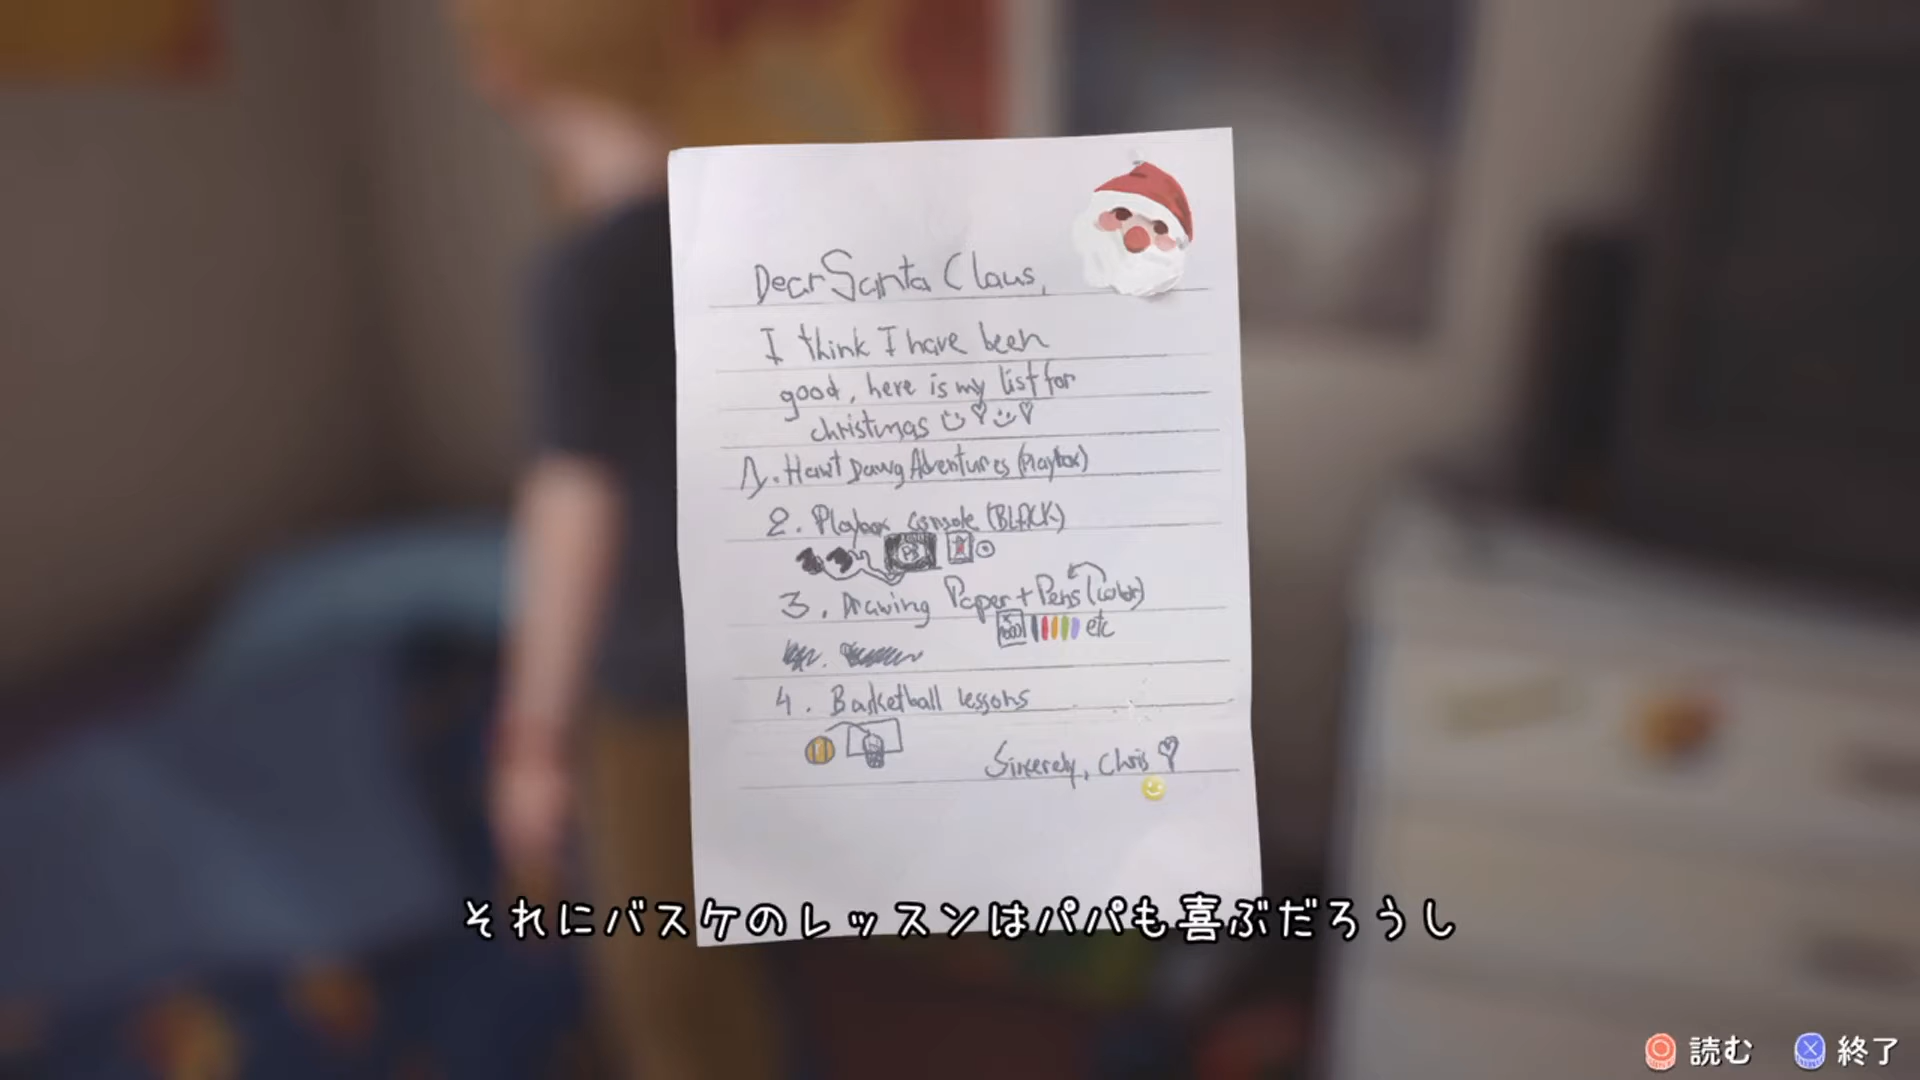 Dear Santa Claus,
I think I have been
good, here is my list for
christmas
1. Hawt Dawg Adventures (Playbox)
2. Playbox console (BLACK)
3. Drawing Paper + Pens (color)
etc
4. Basketball lessons
Sincerely, Chris
それにバスケのレッスンはパパも喜ぶだろうし
読む 終了